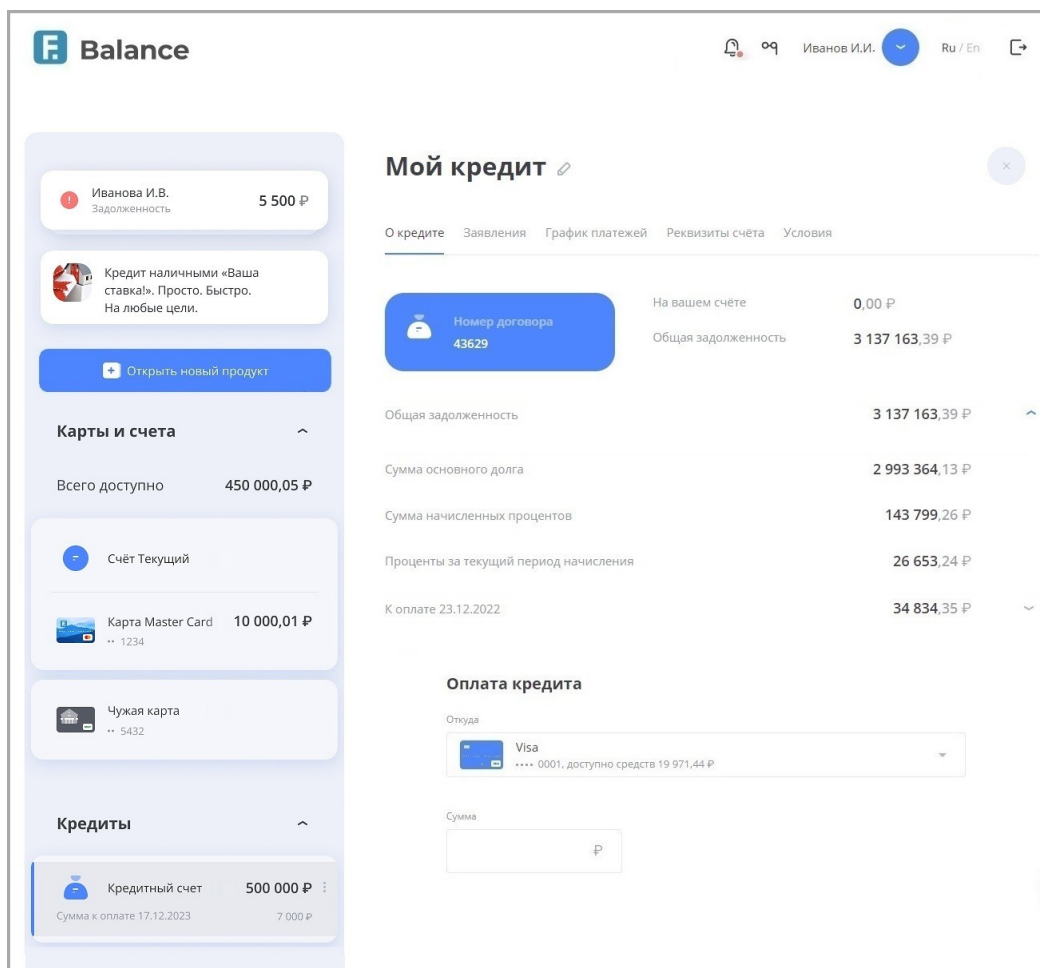 F. Balance
Иванов И.И.
Ru / En
Иванова И.В.
Задолженность
5 500 ₽
Кредит наличными «Ваша
ставка!». Просто. Быстро.
На любые цели.
Открыть новый продукт
Карты и счета
Всего доступно 450 000,05 ₽
Счёт Текущий
Карта Master Card 10 000,01 ₽
•• 1234
Чужая карта
•• 5432
Кредиты
Кредитный счет 500 000 ₽
Сумма к оплате 17.12.2023 7 000 ₽
Мой кредит
О кредите Заявления График платежей Реквизиты счёта Условия
Номер договора
43629
На вашем счёте 0,00 ₽
Общая задолженность 3 137 163,39 ₽
Общая задолженность 3 137 163,39 ₽
Сумма основного долга 2 993 364,13 ₽
Сумма начисленных процентов 143 799,26 ₽
Проценты за текущий период начисления 26 653,24 ₽
К оплате 23.12.2022 34 834,35 ₽
Оплата кредита
Откуда
Visa
•••• 0001, доступно средств 19 971,44 ₽
Сумма
₽